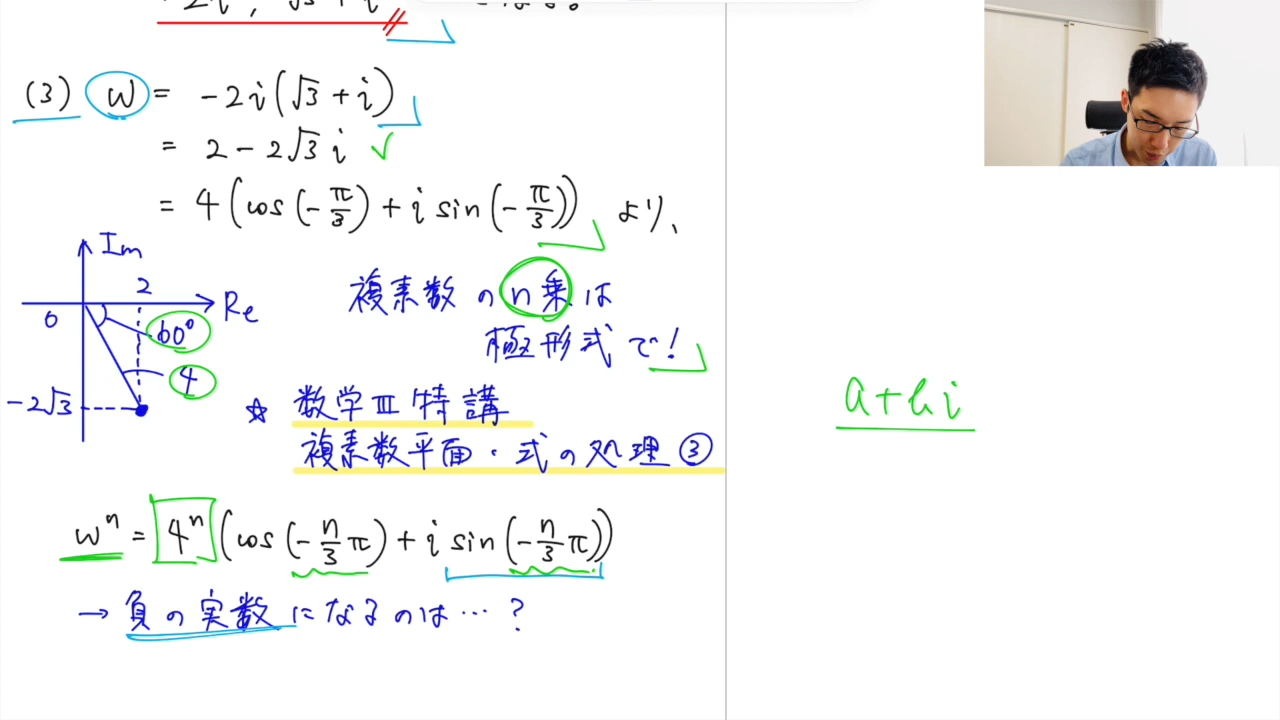 (3) w = -2i(√3+i)
= 2-2√3i ✓
= 4(cos(-π/3)+i sin(-π/3)) より、
Im
2
0
Re
60°
4
-2√3
複素数のn乗は
極形式で!
☆ 数学Ⅲ特講
複素数平面・式の処理③
wⁿ = 4ⁿ(cos(-n/3π)+i sin(-n/3π))
→ 負の実数になるのは…?
a+bi